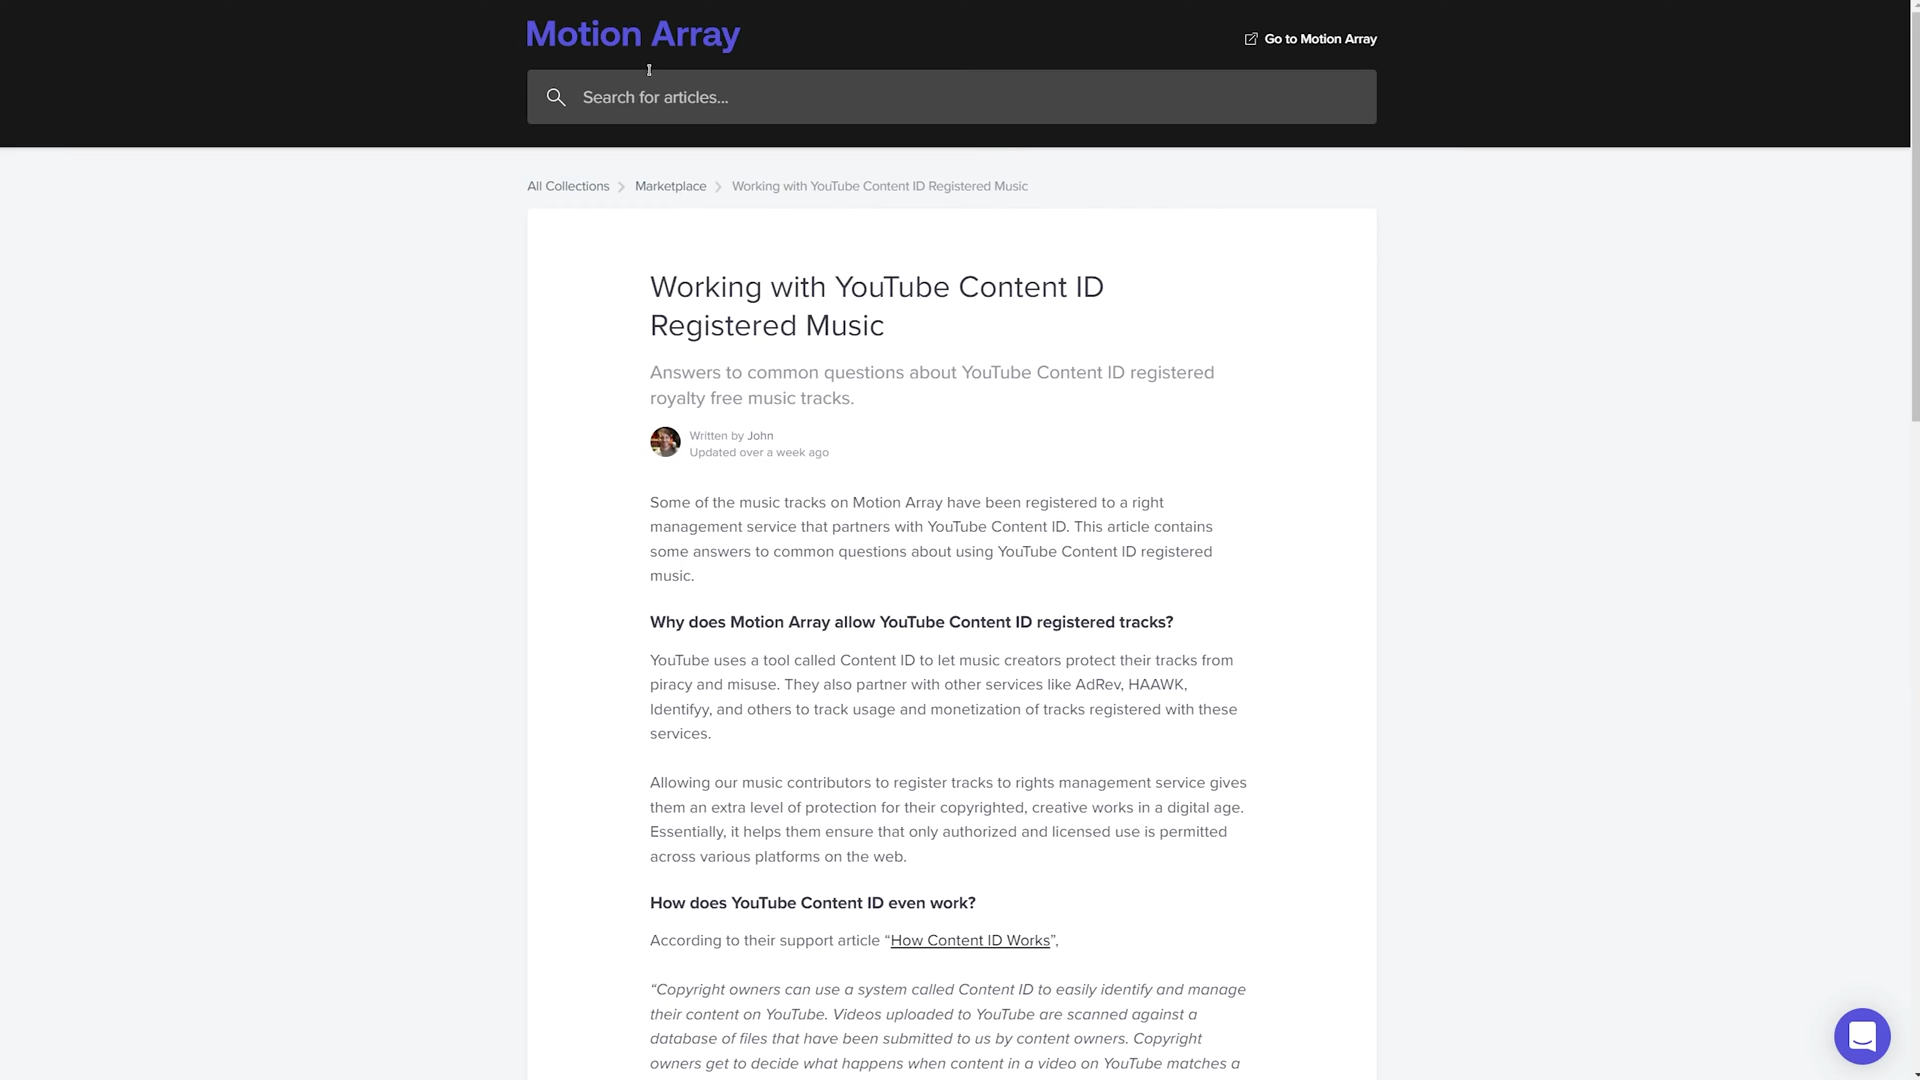 Motion Array
Go to Motion Array
Search for articles...
All Collections
Marketplace
Working with YouTube Content ID Registered Music
Working with YouTube Content ID
Registered Music
Answers to common questions about YouTube Content ID registered
royalty free music tracks.
Written by John
Updated over a week ago
Some of the music tracks on Motion Array have been registered to a right
management service that partners with YouTube Content ID. This article contains
some answers to common questions about using YouTube Content ID registered
music.
Why does Motion Array allow YouTube Content ID registered tracks?
YouTube uses a tool called Content ID to let music creators protect their tracks from
piracy and misuse. They also partner with other services like AdRev, HAAWK,
Identifyy, and others to track usage and monetization of tracks registered with these
services.
Allowing our music contributors to register tracks to rights management service gives
them an extra level of protection for their copyrighted, creative works in a digital age.
Essentially, it helps them ensure that only authorized and licensed use is permitted
across various platforms on the web.
How does YouTube Content ID even work?
According to their support article “How Content ID Works”,
“Copyright owners can use a system called Content ID to easily identify and manage
their content on YouTube. Videos uploaded to YouTube are scanned against a
database of files that have been submitted to us by content owners. Copyright
owners get to decide what happens when content in a video on YouTube matches a